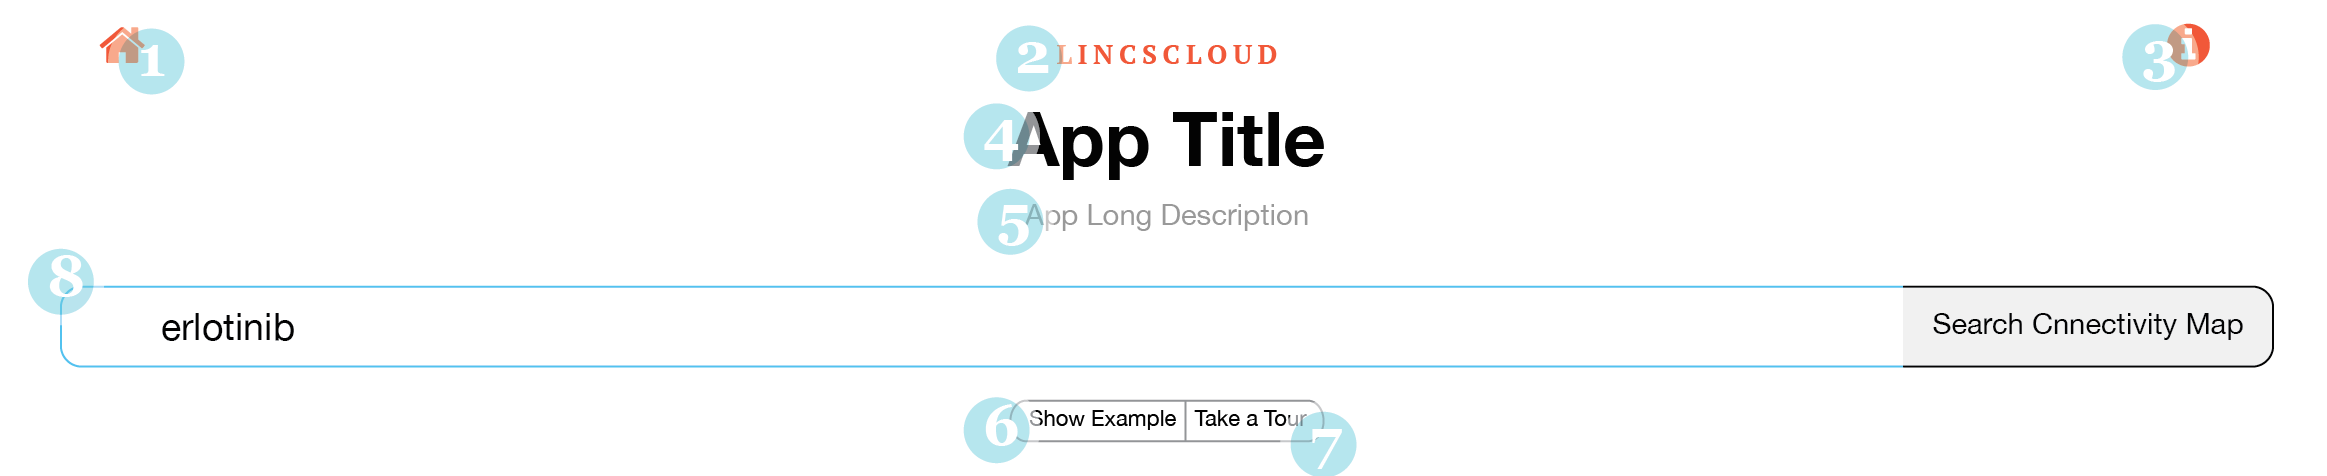 1
2 LINCSCLOUD
3 i
4 App Title
5 App Long Description
8
erlotinib Search Cnnectivity Map
6 Show Example Take a Tour 7